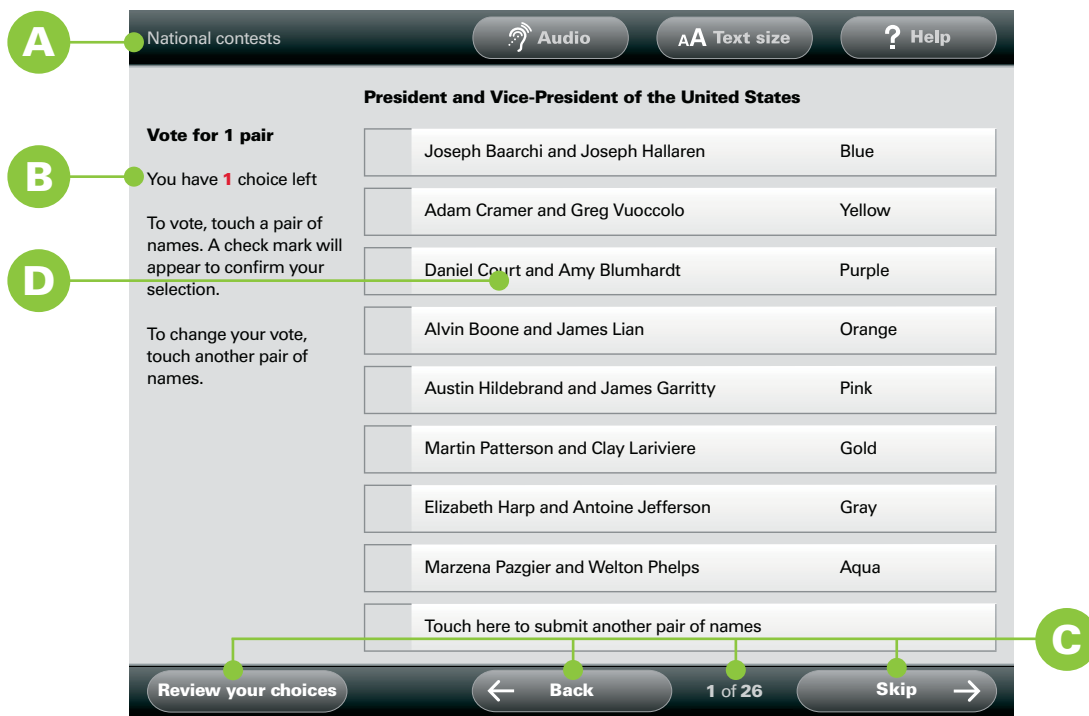 A
National contests
Audio
AA Text size
? Help
President and Vice-President of the United States
Vote for 1 pair
B
You have 1 choice left
To vote, touch a pair of
names. A check mark will
appear to confirm your
selection.
To change your vote,
touch another pair of
names.
Joseph Baarchi and Joseph Hallaren Blue
Adam Cramer and Greg Vuoccolo Yellow
D
Daniel Court and Amy Blumhardt Purple
Alvin Boone and James Lian Orange
Austin Hildebrand and James Garritty Pink
Martin Patterson and Clay Lariviere Gold
Elizabeth Harp and Antoine Jefferson Gray
Marzena Pazgier and Welton Phelps Aqua
Touch here to submit another pair of names
C
Review your choices
← Back
1 of 26
Skip →